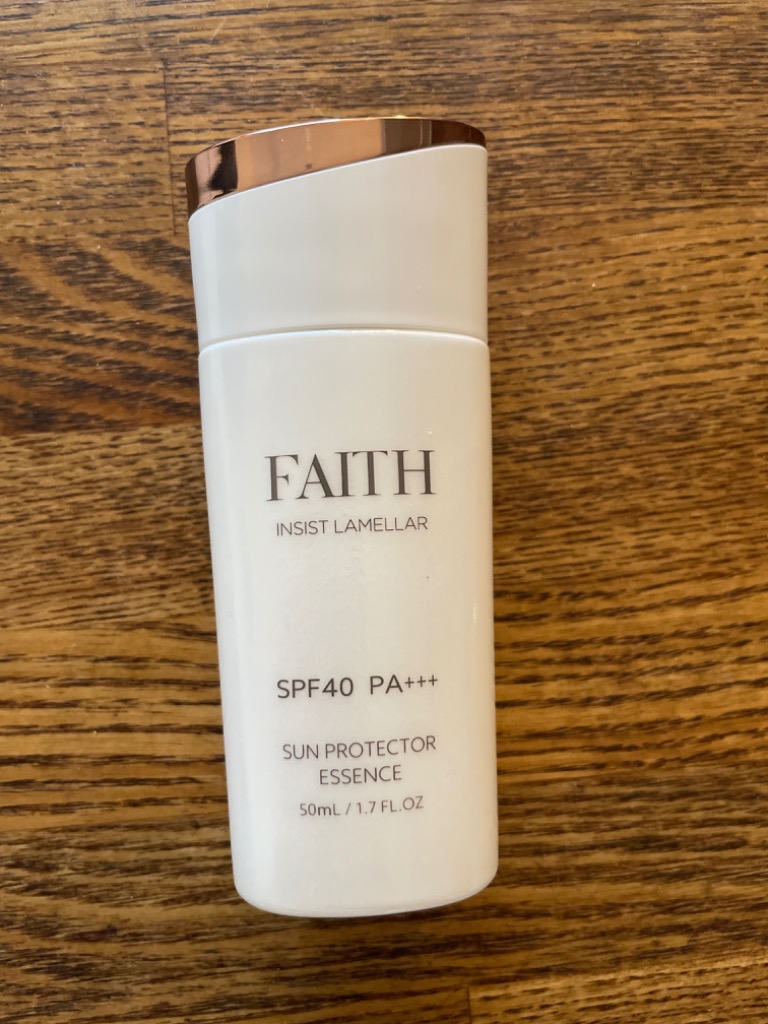 FAITH
INSIST LAMELLAR
SPF40 PA+++
SUN PROTECTOR
ESSENCE
50mL / 1.7 FL.OZ